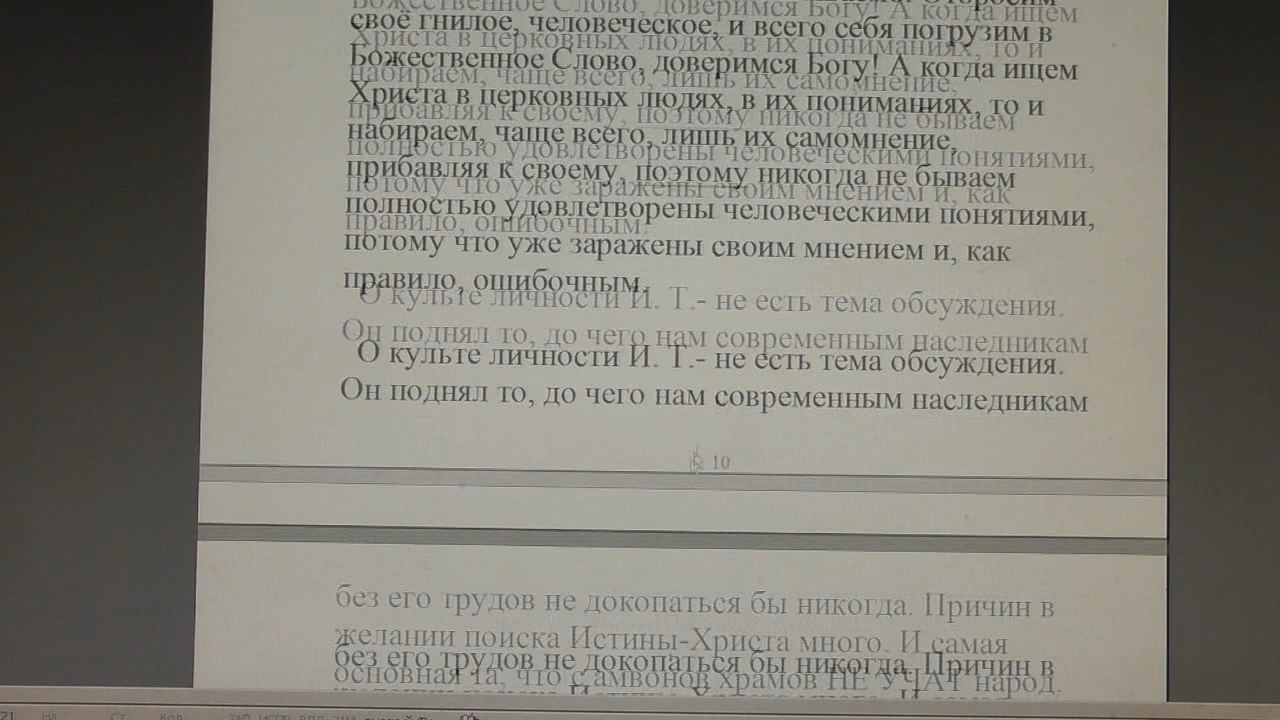 своё гнилое, человеческое, и всего себя погрузим в
Божественное Слово, доверимся Богу! А когда ищем
Христа в церковных людях, в их пониманиях, то и
набираем, чаще всего, лишь их самомнение,
прибавляя к своему, поэтому никогда не бываем
полностью удовлетворены человеческими понятиями,
потому что уже заражены своим мнением и, как
правило, ошибочным.
О культе личности И. Т.- не есть тема обсуждения.
Он поднял то, до чего нам современным наследникам
10
без его трудов не докопаться бы никогда. Причин в
желании поиска Истины-Христа много. И самая
основная та, что с амвонов храмов НЕ УЧАТ народ.